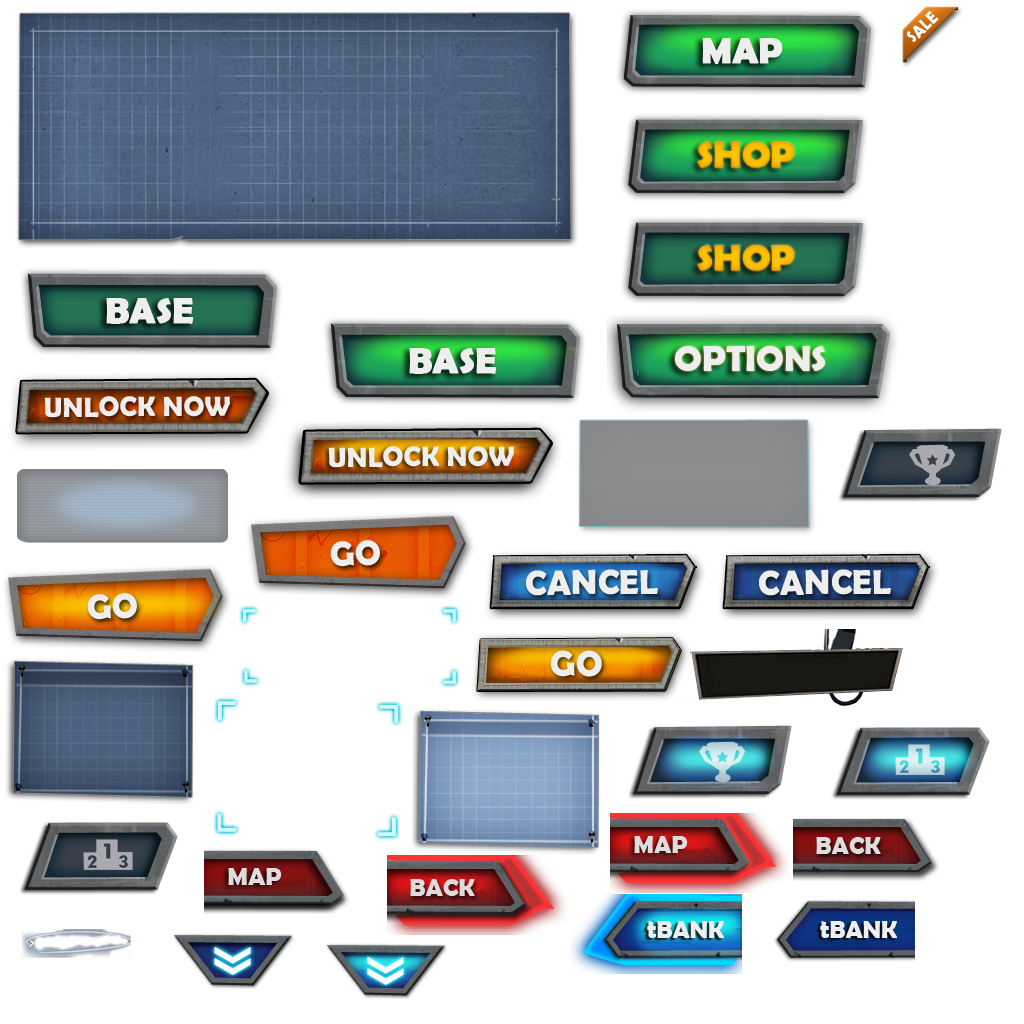 MAP
SALE
SHOP
SHOP
BASE
BASE
OPTIONS
UNLOCK NOW
UNLOCK NOW
GO
CANCEL
CANCEL
GO
GO
1
2 3
1
2 3
MAP
BACK
MAP
BACK
tBANK
tBANK